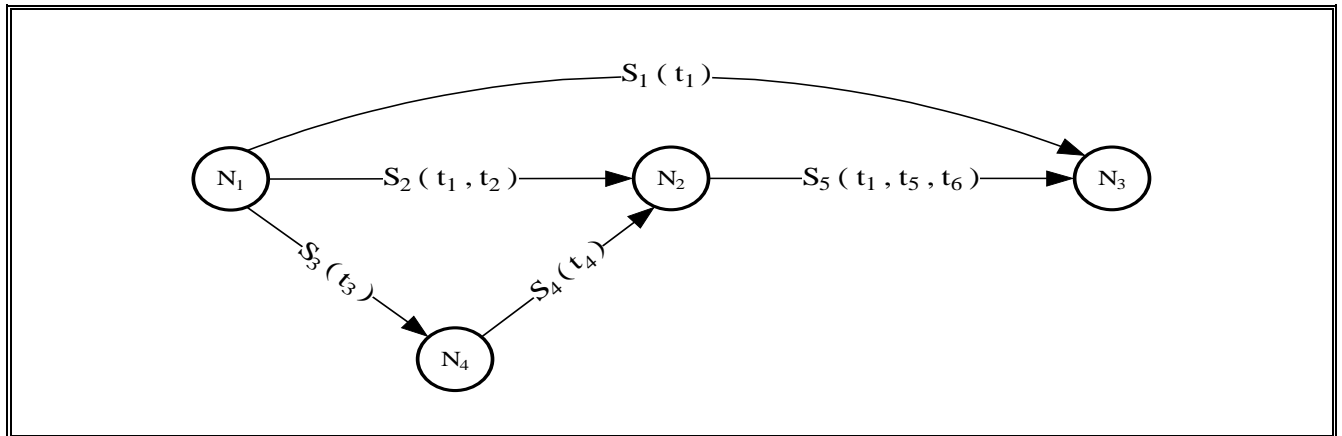 S₁ ( t₁ )
N₁
S₂ ( t₁ , t₂ )
N₂
S₅ ( t₁ , t₅ , t₆ )
N₃
S₃ ( t₃ )
S₄ ( t₄ )
N₄